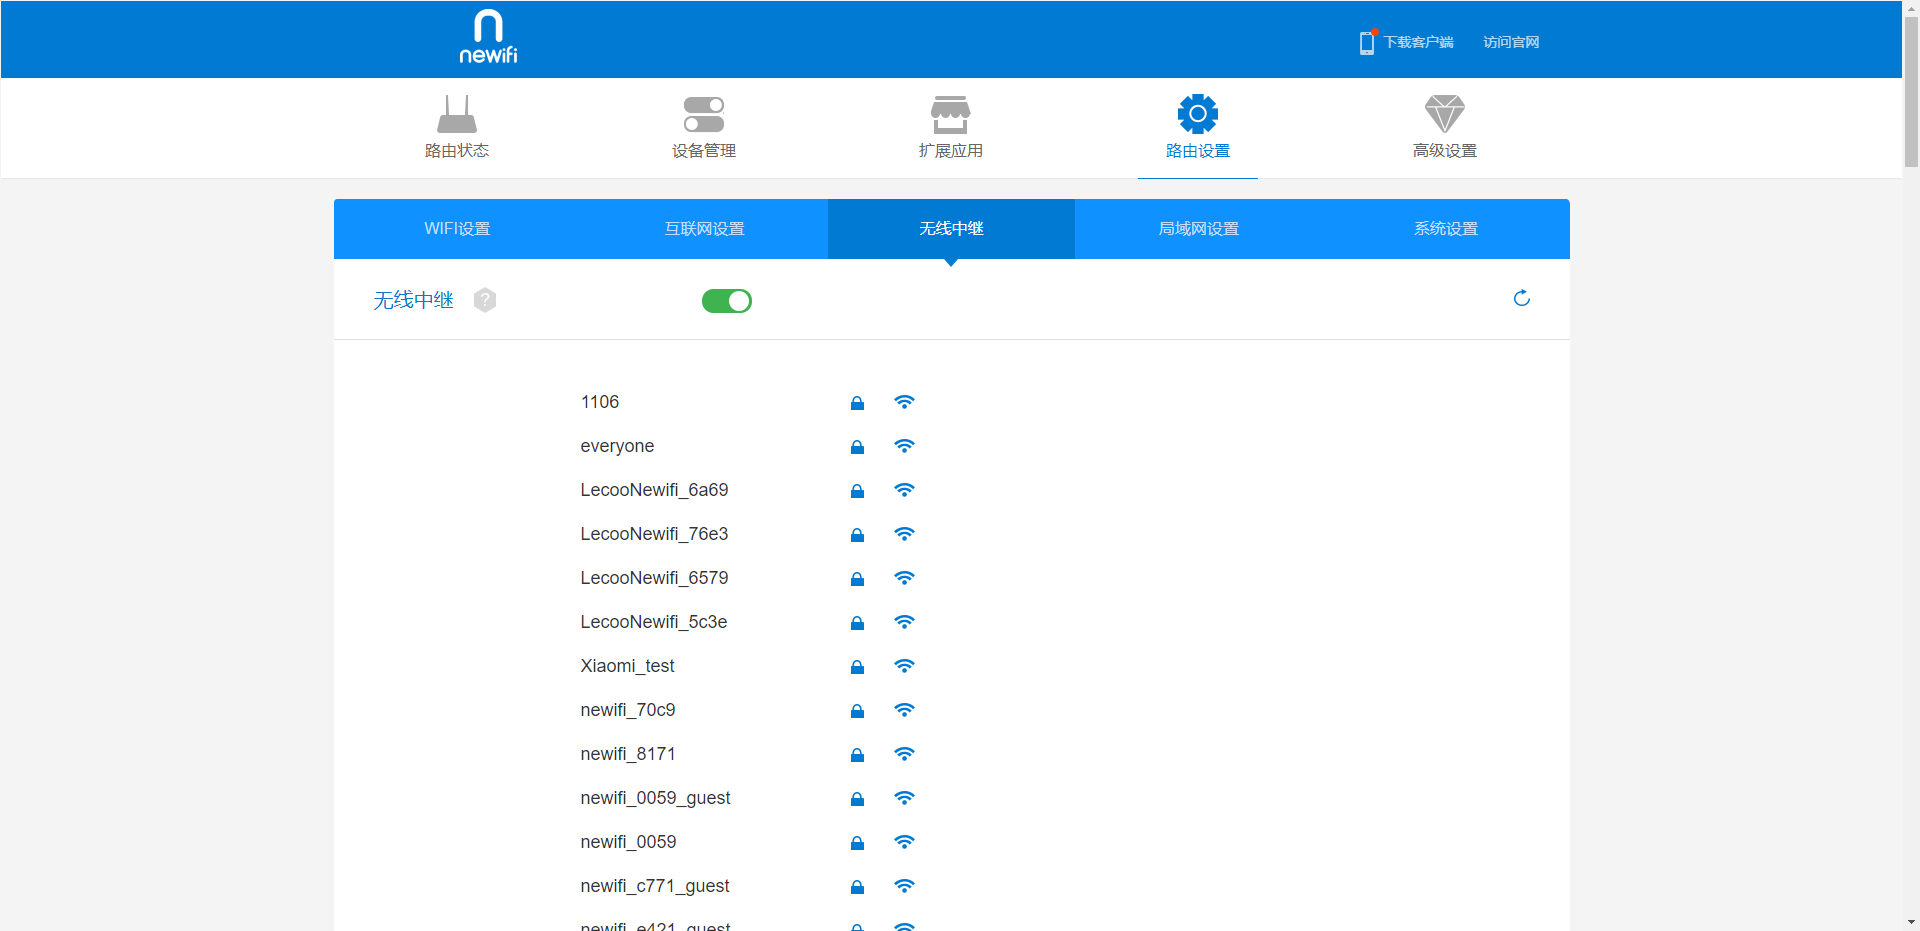 newifi
下载客户端 访问官网
路由状态 设备管理 扩展应用 路由设置 高级设置
WIFI设置 互联网设置 无线中继 局域网设置 系统设置
无线中继 ?
1106
everyone
LecooNewifi_6a69
LecooNewifi_76e3
LecooNewifi_6579
LecooNewifi_5c3e
Xiaomi_test
newifi_70c9
newifi_8171
newifi_0059_guest
newifi_0059
newifi_c771_guest
newifi_e421_guest